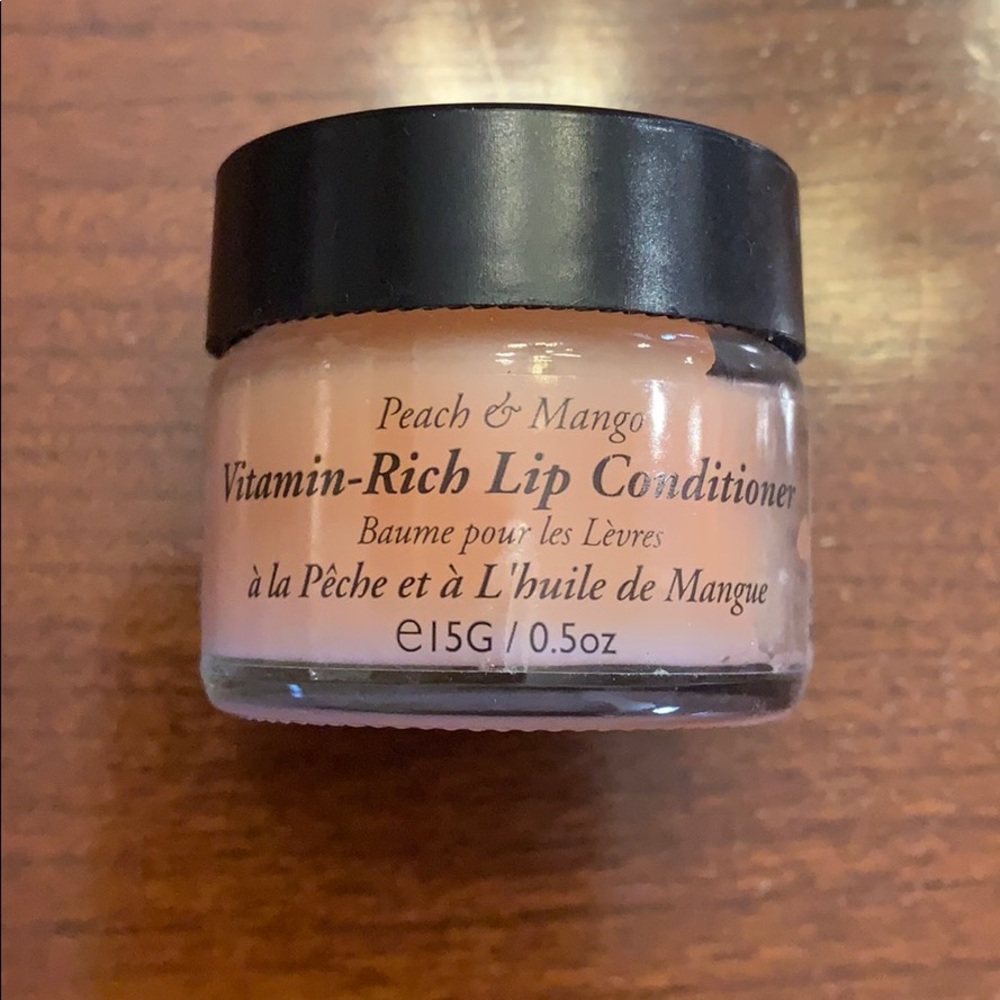 Peach & Mango
Vitamin-Rich Lip Conditioner
Baume pour les Lèvres
à la Pêche et à L'huile de Mangue
℮15G / 0.5oz